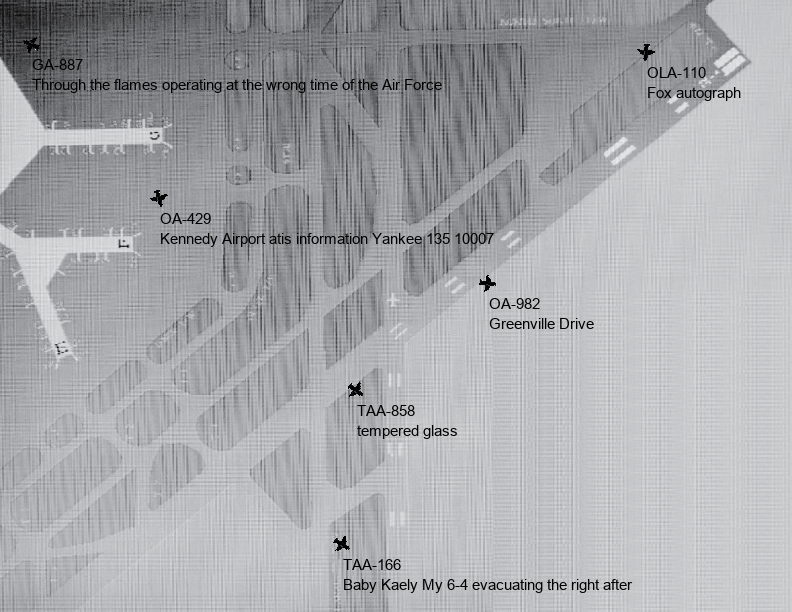 GA-887
Through the flames operating at the wrong time of the Air Force
OLA-110
Fox autograph
OA-429
Kennedy Airport atis information Yankee 135 10007
OA-982
Greenville Drive
TAA-858
tempered glass
TAA-166
Baby Kaely My 6-4 evacuating the right after